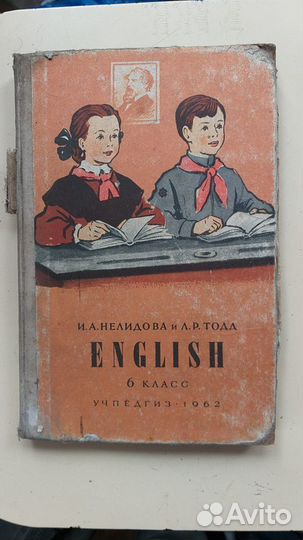 И. А. НЕЛИДОВА и Л. Р. ТОДД
ENGLISH
6 КЛАСС
УЧПЕДГИЗ · 1962
Avito